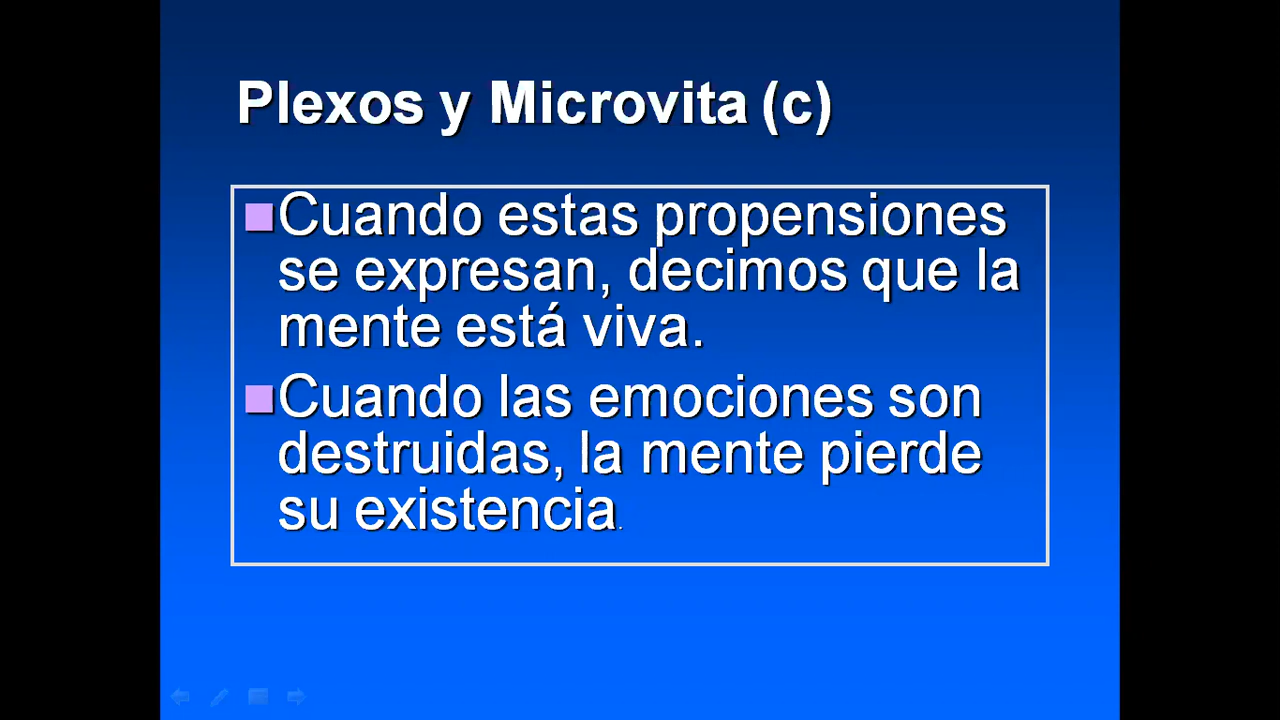 Plexos y Microvita (c)
Cuando estas propensiones
se expresan, decimos que la
mente está viva.
Cuando las emociones son
destruidas, la mente pierde
su existencia.